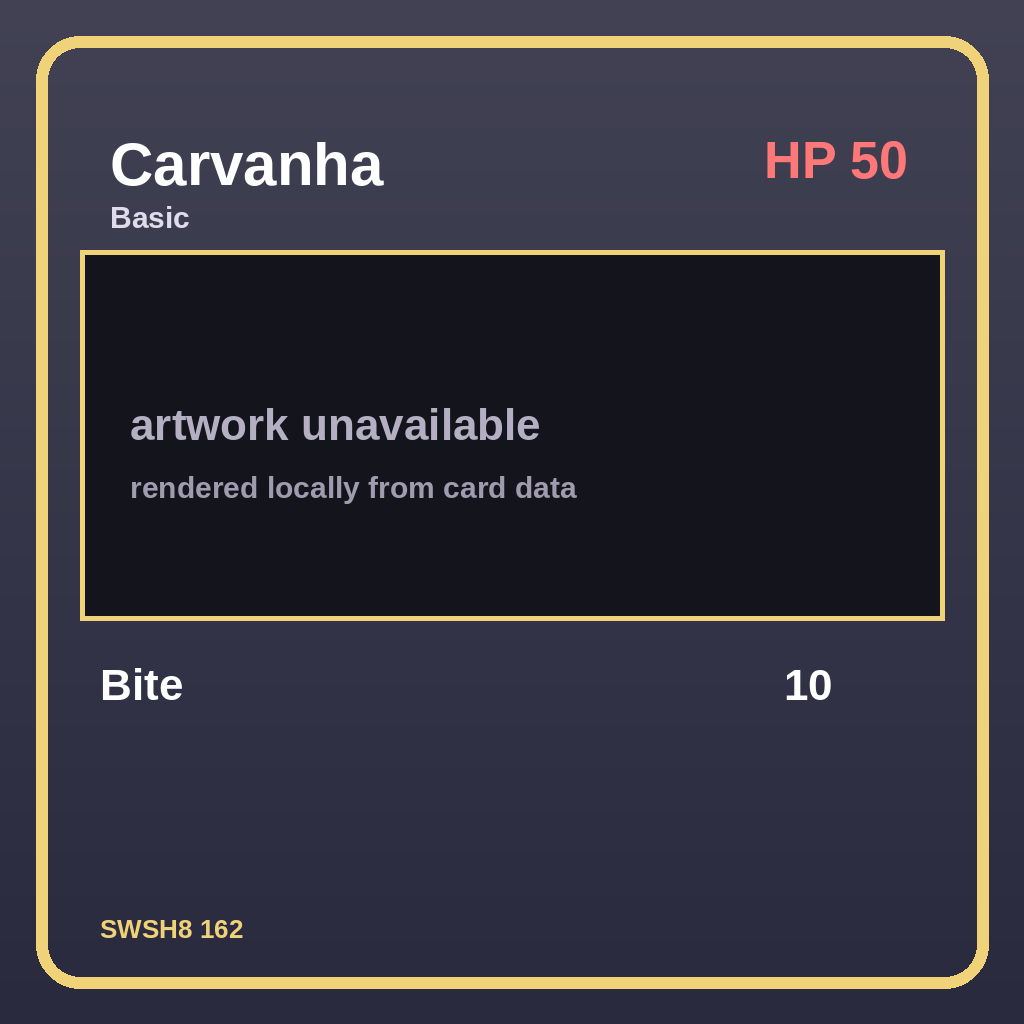 Carvanha
HP 50
Basic
artwork unavailable
rendered locally from card data
Bite
10
SWSH8 162